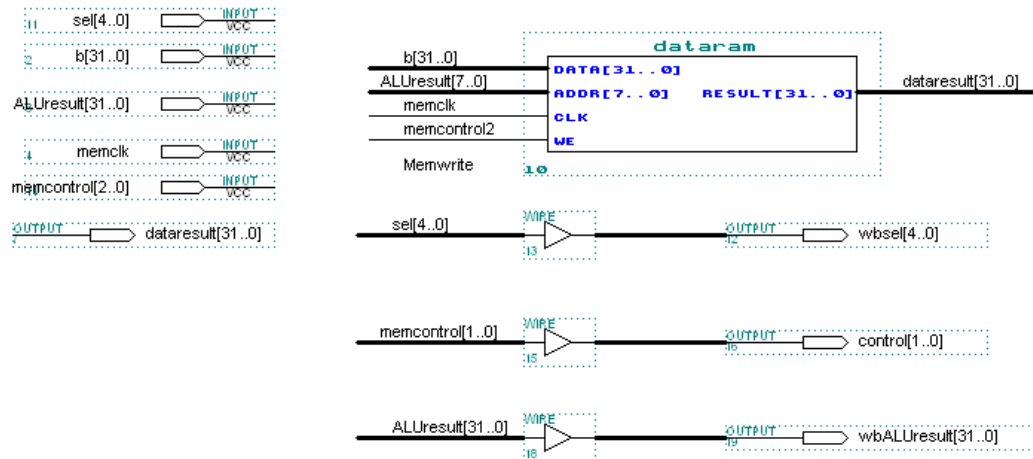 sel[4..0]
INPUT
VCC
11
b[31..0]
INPUT
VCC
2
ALUresult[31..0]
INPUT
VCC
memclk
INPUT
VCC
4
memcontrol[2..0]
INPUT
VCC
OUTPUT
dataresult[31..0]
dataram
b[31..0]
DATA[31..0]
ALUresult[7..0]
ADDR[7..0]
RESULT[31..0]
dataresult[31..0]
memclk
CLK
memcontrol2
WE
Memwrite
10
sel[4..0]
WIRE
13
OUTPUT
12
wbsel[4..0]
memcontrol[1..0]
WIRE
15
OUTPUT
16
control[1..0]
ALUresult[31..0]
WIRE
18
OUTPUT
19
wbALUresult[31..0]